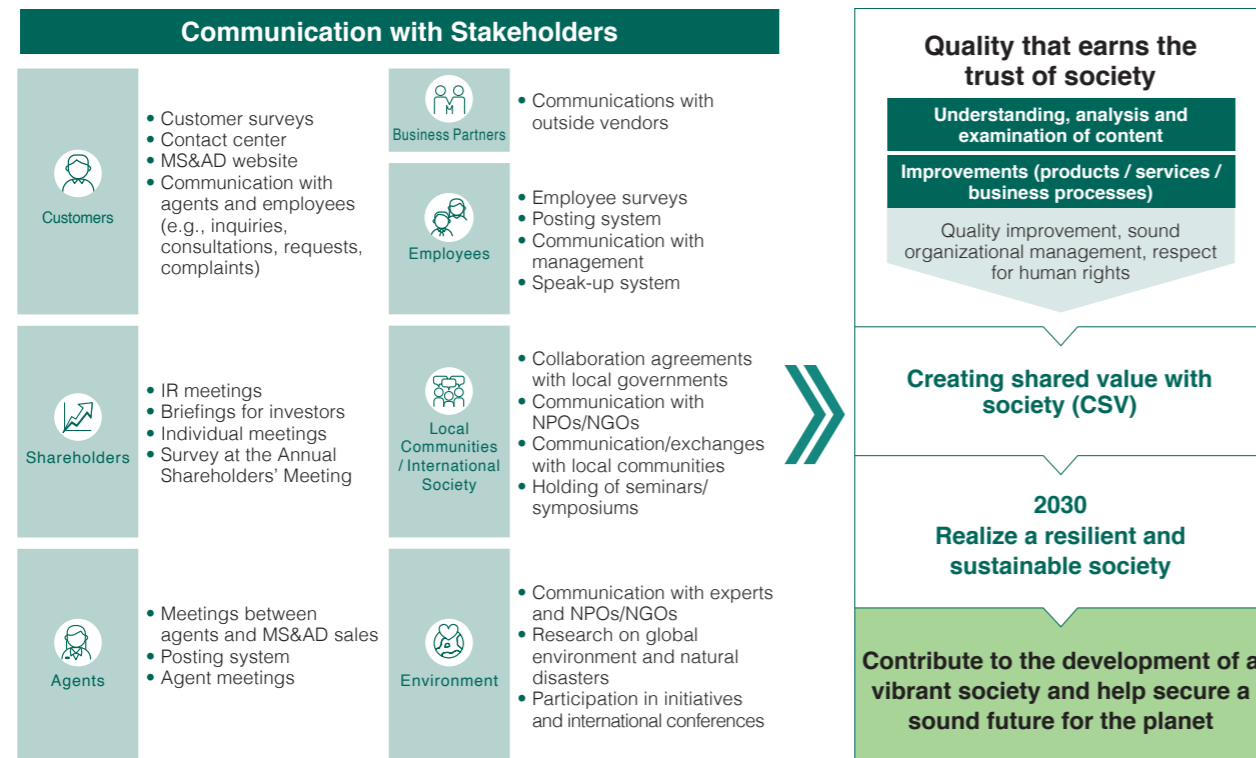 Communication with Stakeholders
Customers
• Customer surveys
• Contact center
• MS&AD website
• Communication with
agents and employees
(e.g., inquiries,
consultations, requests,
complaints)
Shareholders
• IR meetings
• Briefings for investors
• Individual meetings
• Survey at the Annual
Shareholders’ Meeting
Agents
• Meetings between
agents and MS&AD sales
• Posting system
• Agent meetings
M
Business Partners
• Communications with
outside vendors
Employees
• Employee surveys
• Posting system
• Communication with
management
• Speak-up system
Local
Communities
/ International
Society
• Collaboration agreements
with local governments
• Communication with
NPOs/NGOs
• Communication/exchanges
with local communities
• Holding of seminars/
symposiums
Environment
• Communication with experts
and NPOs/NGOs
• Research on global
environment and natural
disasters
• Participation in initiatives
and international conferences
Quality that earns the
trust of society
Understanding, analysis and
examination of content
Improvements (products / services /
business processes)
Quality improvement, sound
organizational management, respect
for human rights
Creating shared value with
society (CSV)
2030
Realize a resilient and
sustainable society
Contribute to the development of a
vibrant society and help secure a
sound future for the planet